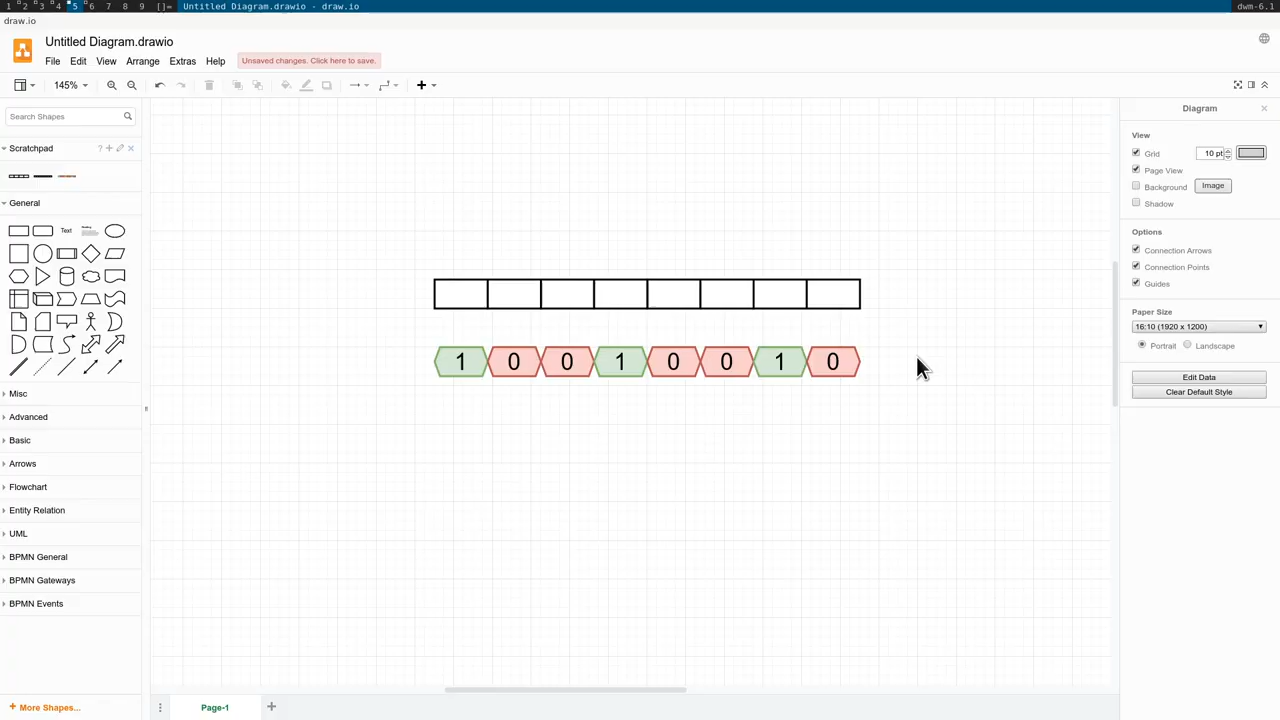 1 2 3 4 5 6 7 8 9 []= Untitled Diagram.drawio - draw.io dwm-6.1
draw.io
Untitled Diagram.drawio
File Edit View Arrange Extras Help Unsaved changes. Click here to save.
145%
Search Shapes
Scratchpad
?
General
Text
Heading
Misc
Advanced
Basic
Arrows
Flowchart
Entity Relation
UML
BPMN General
BPMN Gateways
BPMN Events
+ More Shapes...
1 0 0 1 0 0 1 0
Page-1
Diagram
View
Grid 10 pt
Page View
Background Image
Shadow
Options
Connection Arrows
Connection Points
Guides
Paper Size
16:10 (1920 x 1200)
Portrait Landscape
Edit Data
Clear Default Style